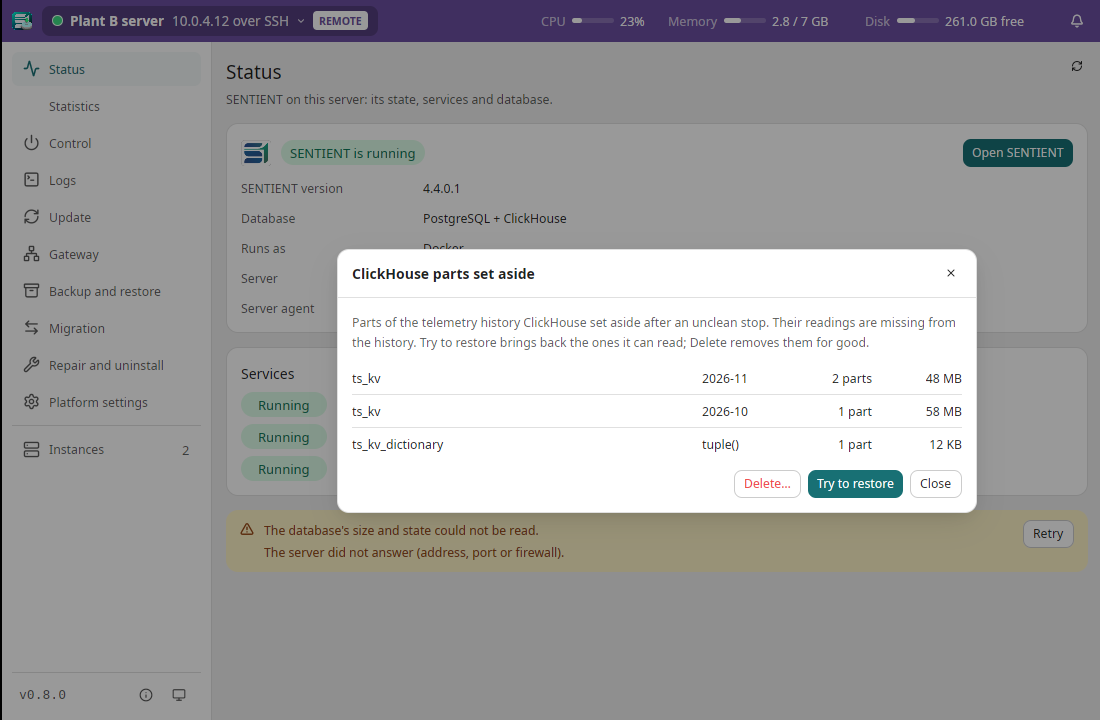 Plant B server 10.0.4.12 over SSH REMOTE CPU 23% Memory 2.8 / 7 GB Disk 261.0 GB free
Status
Statistics
Control
Logs
Update
Gateway
Backup and restore
Migration
Repair and uninstall
Platform settings
Instances 2
v0.8.0
Status
SENTIENT on this server: its state, services and database.
SENTIENT is running Open SENTIENT
SENTIENT version 4.4.0.1
Database PostgreSQL + ClickHouse
Runs as Docker
Server
Server agent
Services
Running
Running
Running
ClickHouse parts set aside
Parts of the telemetry history ClickHouse set aside after an unclean stop. Their readings are missing from
the history. Try to restore brings back the ones it can read; Delete removes them for good.
ts_kv 2026-11 2 parts 48 MB
ts_kv 2026-10 1 part 58 MB
ts_kv_dictionary tuple() 1 part 12 KB
Delete... Try to restore Close
The database's size and state could not be read.
The server did not answer (address, port or firewall).
Retry